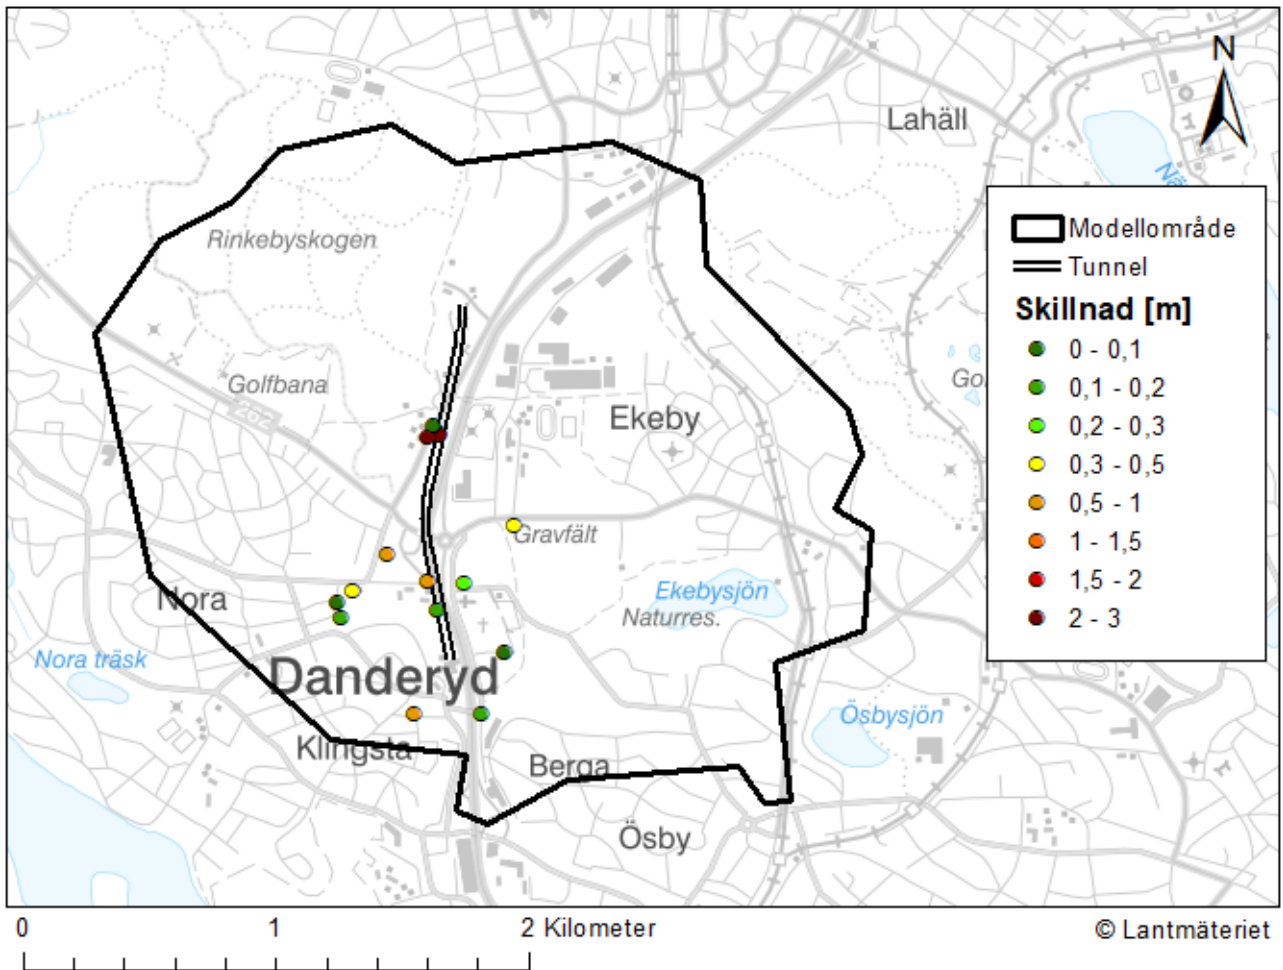 N
Lahäll
Nä
Rinkebyskogen
Modellområde
Tunnel
Skillnad [m]
0 - 0,1
0,1 - 0,2
0,2 - 0,3
0,3 - 0,5
0,5 - 1
1 - 1,5
1,5 - 2
2 - 3
Golfbana
262
Go
Ekeby
Gravfält
Nora
Ekebysjön
Naturres.
Nora träsk
Danderyd
Ösbysjön
Klingsta
Berga
Ösby
0 1 2 Kilometer
© Lantmäteriet